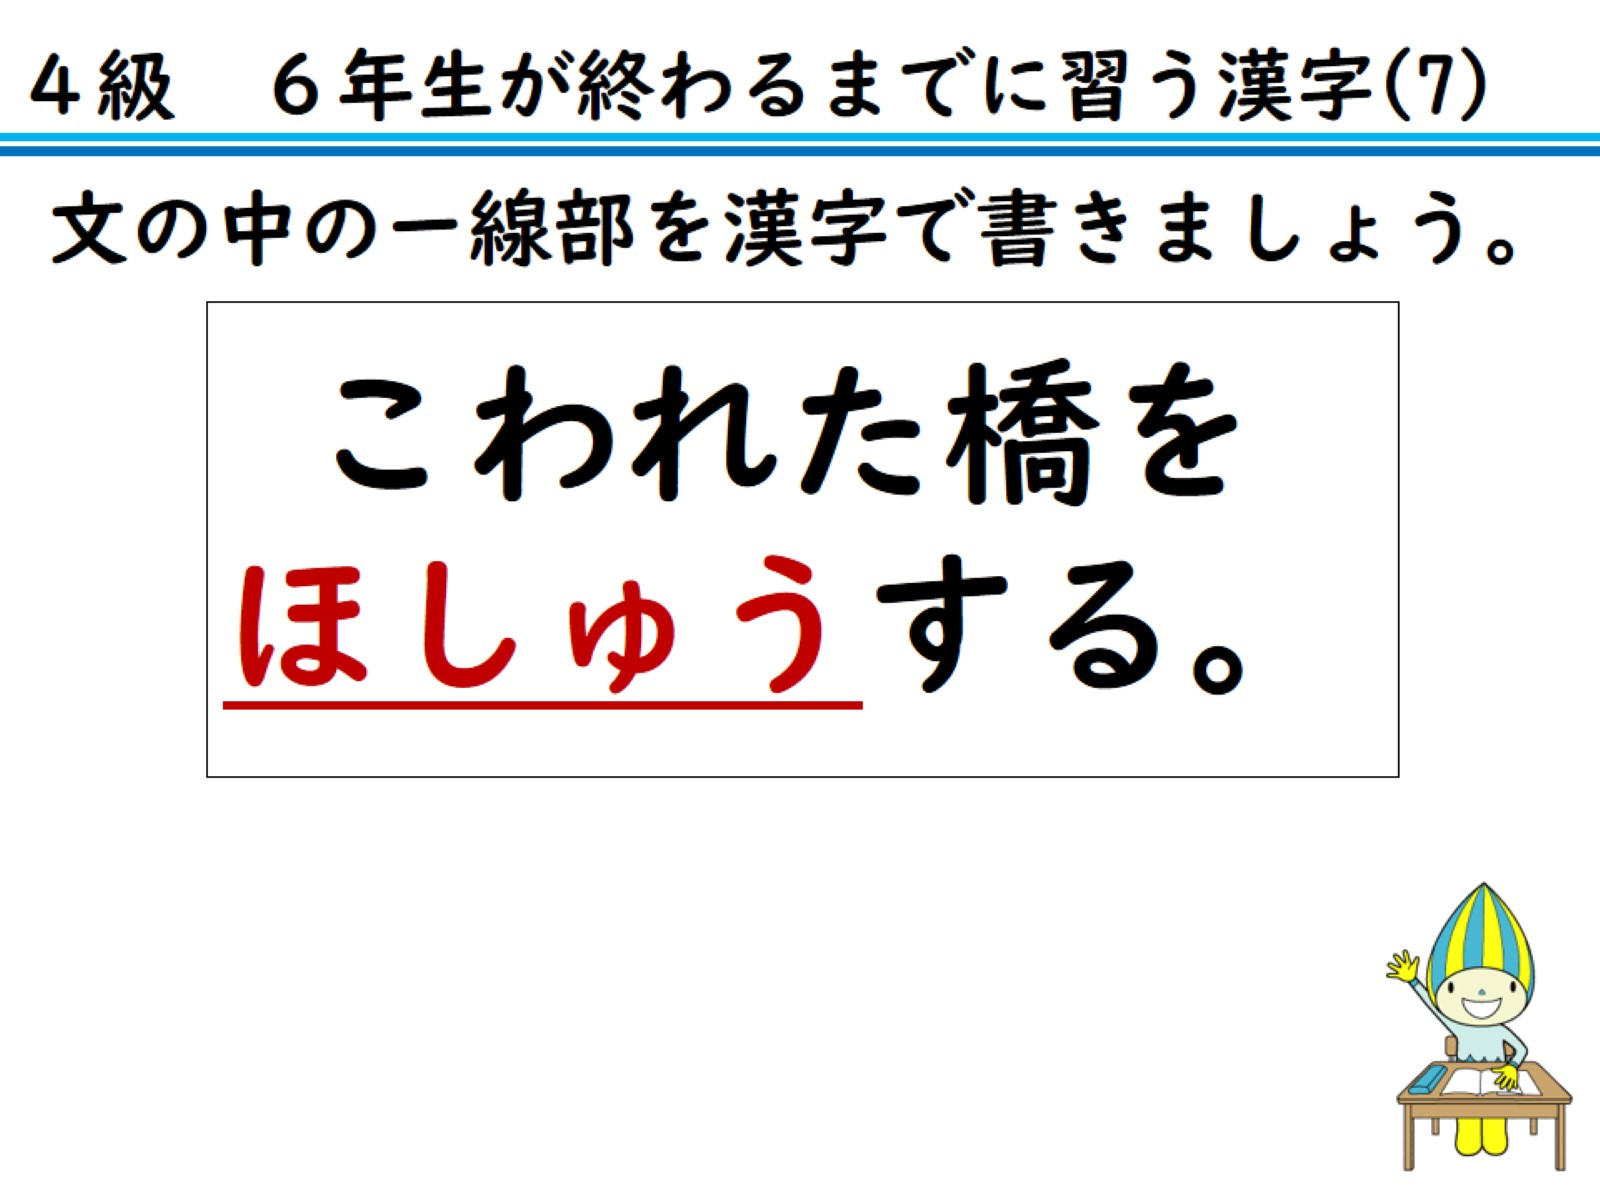 4級　6年生が終わるまでに習う漢字(7)
文の中の一線部を漢字で書きましょう。
こわれた橋を
ほしゅうする。